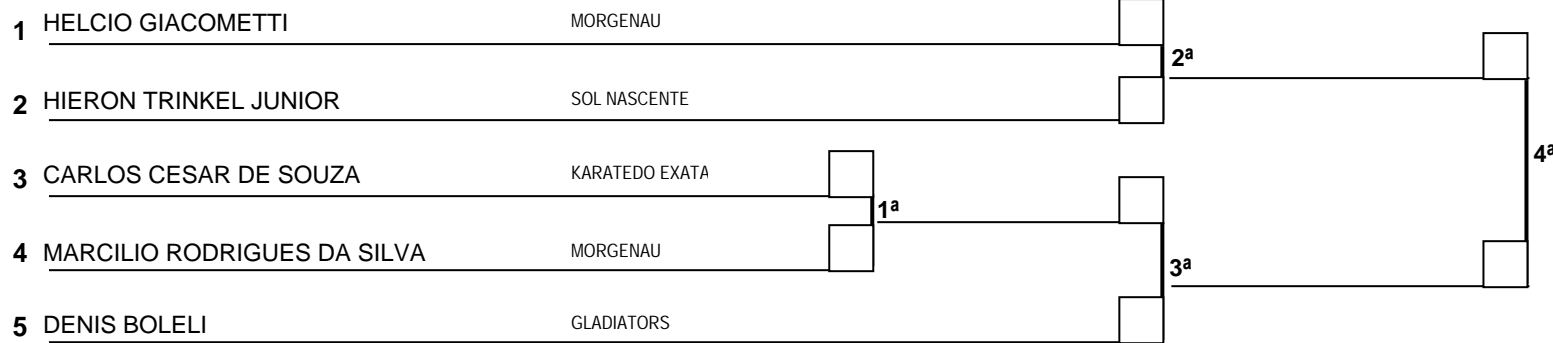 1 HELCIO GIACOMETTI MORGENAU
2ª
2 HIERON TRINKEL JUNIOR SOL NASCENTE
4ª
3 CARLOS CESAR DE SOUZA KARATEDO EXATA
1ª
4 MARCILIO RODRIGUES DA SILVA MORGENAU
3ª
5 DENIS BOLELI GLADIATORS